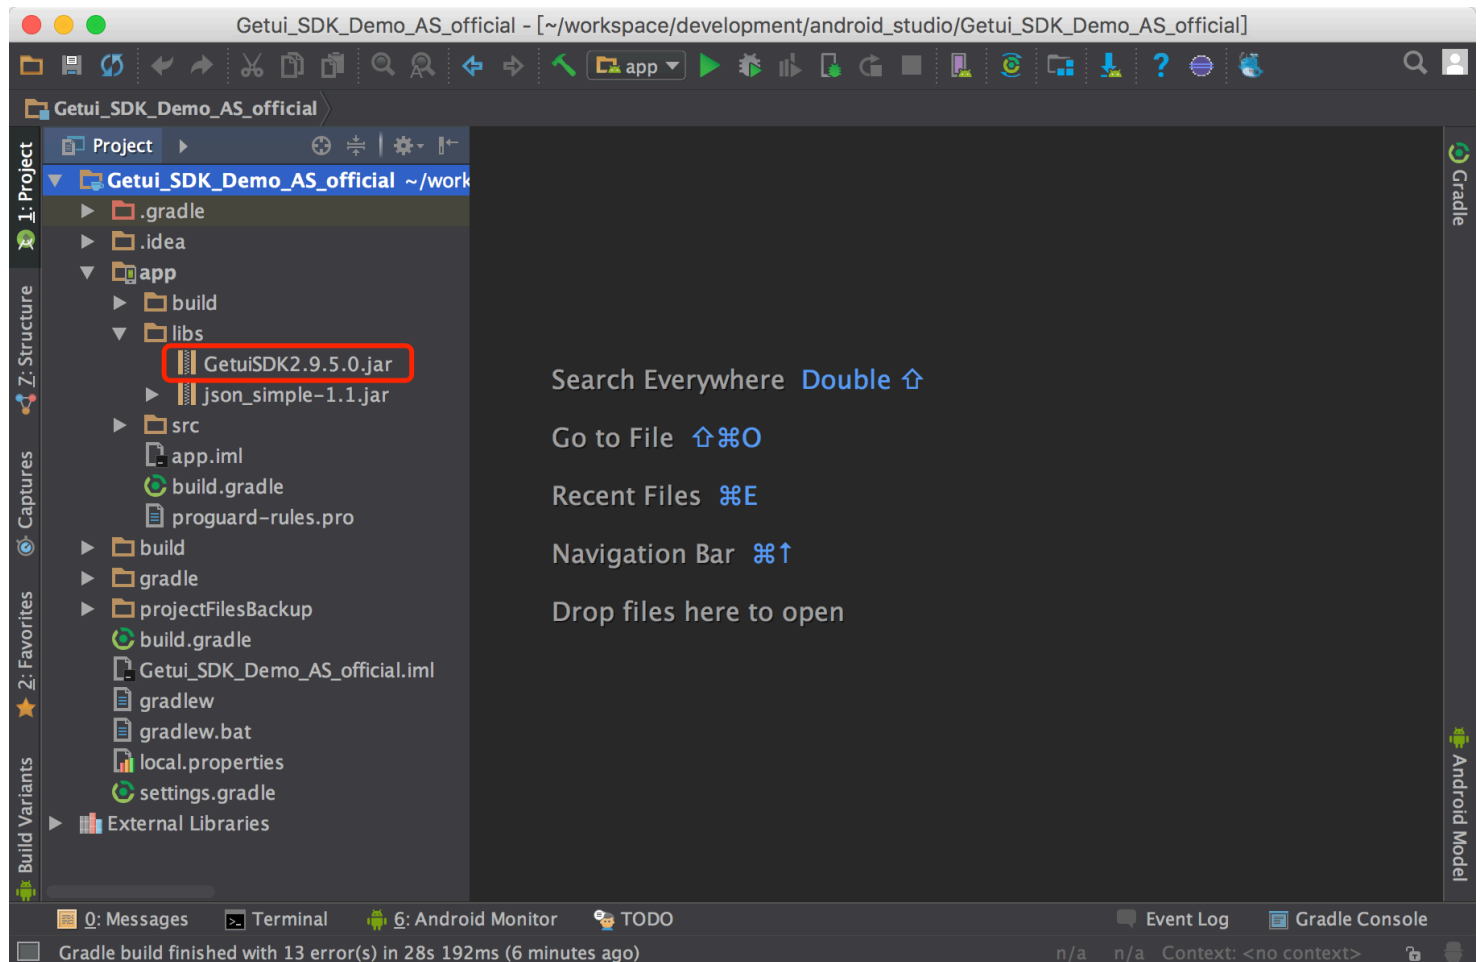 Getui_SDK_Demo_AS_official - [~/workspace/development/android_studio/Getui_SDK_Demo_AS_official]
app
Getui_SDK_Demo_AS_official
Project
1: Project
Z: Structure
Captures
2: Favorites
Build Variants
Getui_SDK_Demo_AS_official ~/work
.gradle
.idea
app
build
libs
GetuiSDK2.9.5.0.jar
json_simple-1.1.jar
src
app.iml
build.gradle
proguard-rules.pro
build
gradle
projectFilesBackup
build.gradle
Getui_SDK_Demo_AS_official.iml
gradlew
gradlew.bat
local.properties
settings.gradle
External Libraries
Search Everywhere Double ⇧
Go to File ⇧⌘O
Recent Files ⌘E
Navigation Bar ⌘↑
Drop files here to open
Gradle
Android Model
0: Messages Terminal 6: Android Monitor TODO Event Log Gradle Console
Gradle build finished with 13 error(s) in 28s 192ms (6 minutes ago) n/a n/a Context: <no context>